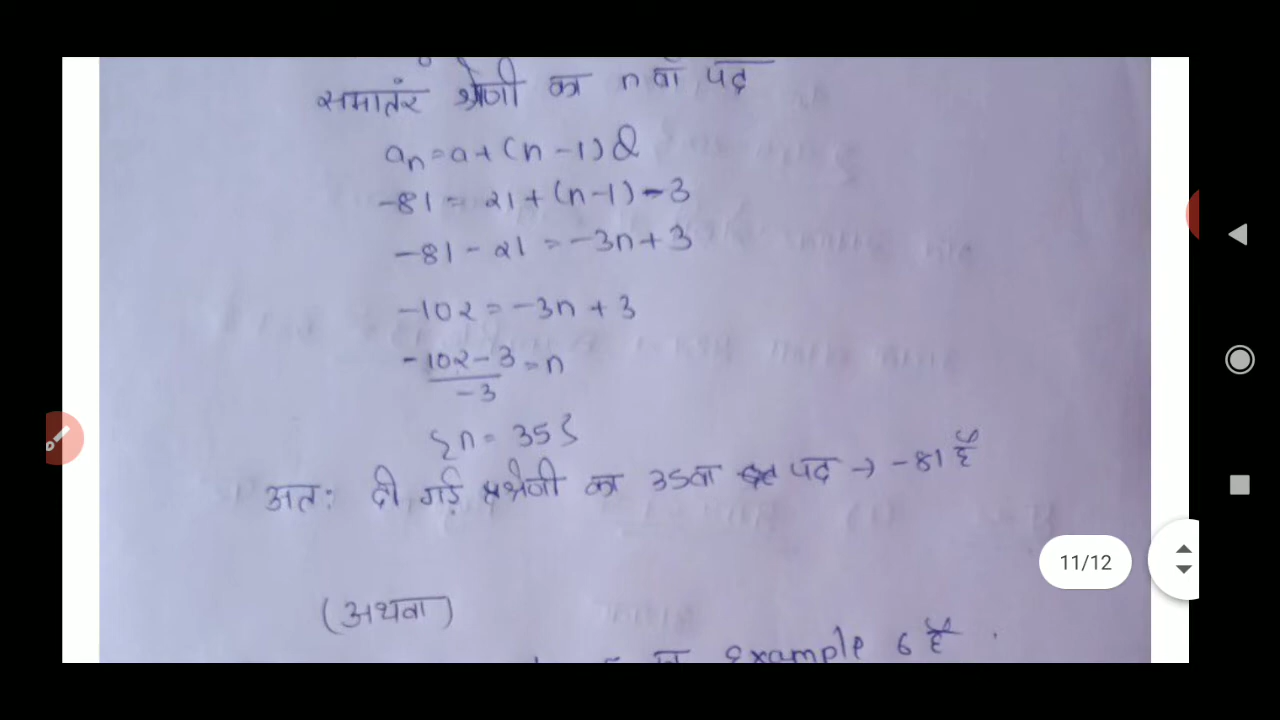 समातंर श्रेणी का n वाँ पद
an = a + (n - 1) d
-81 = 21 + (n-1) -3
-81 - 21 = -3n + 3
-102 = -3n + 3
-102-3 = n
-3
{n = 35}
अतः दी गई श्रेणी का 35वा पद → -81 है
11/12
(अथवा)
example 6 है